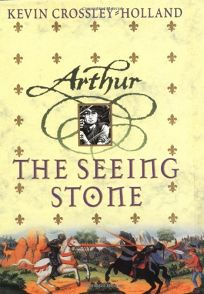 KEVIN CROSSLEY-HOLLAND
Arthur
THE SEEING
STONE